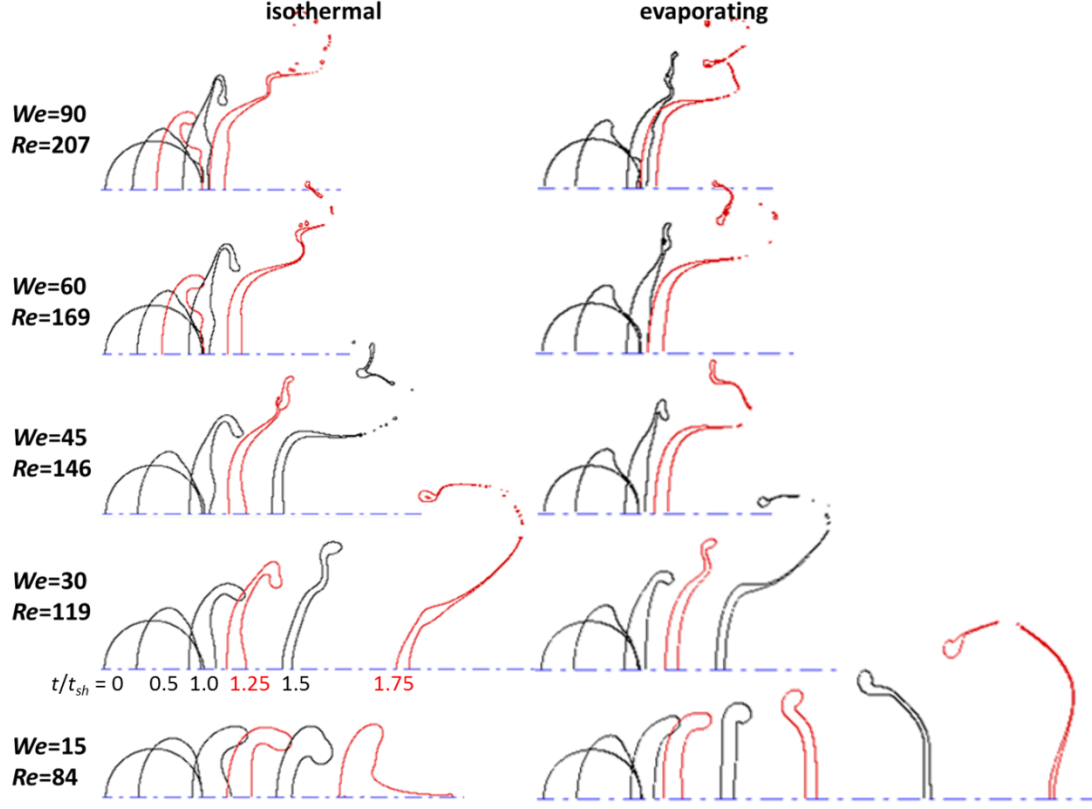 isothermal evaporating
We=90
Re=207
We=60
Re=169
We=45
Re=146
We=30
Re=119
t/tsh = 0 0.5 1.0 1.25 1.5 1.75
We=15
Re=84